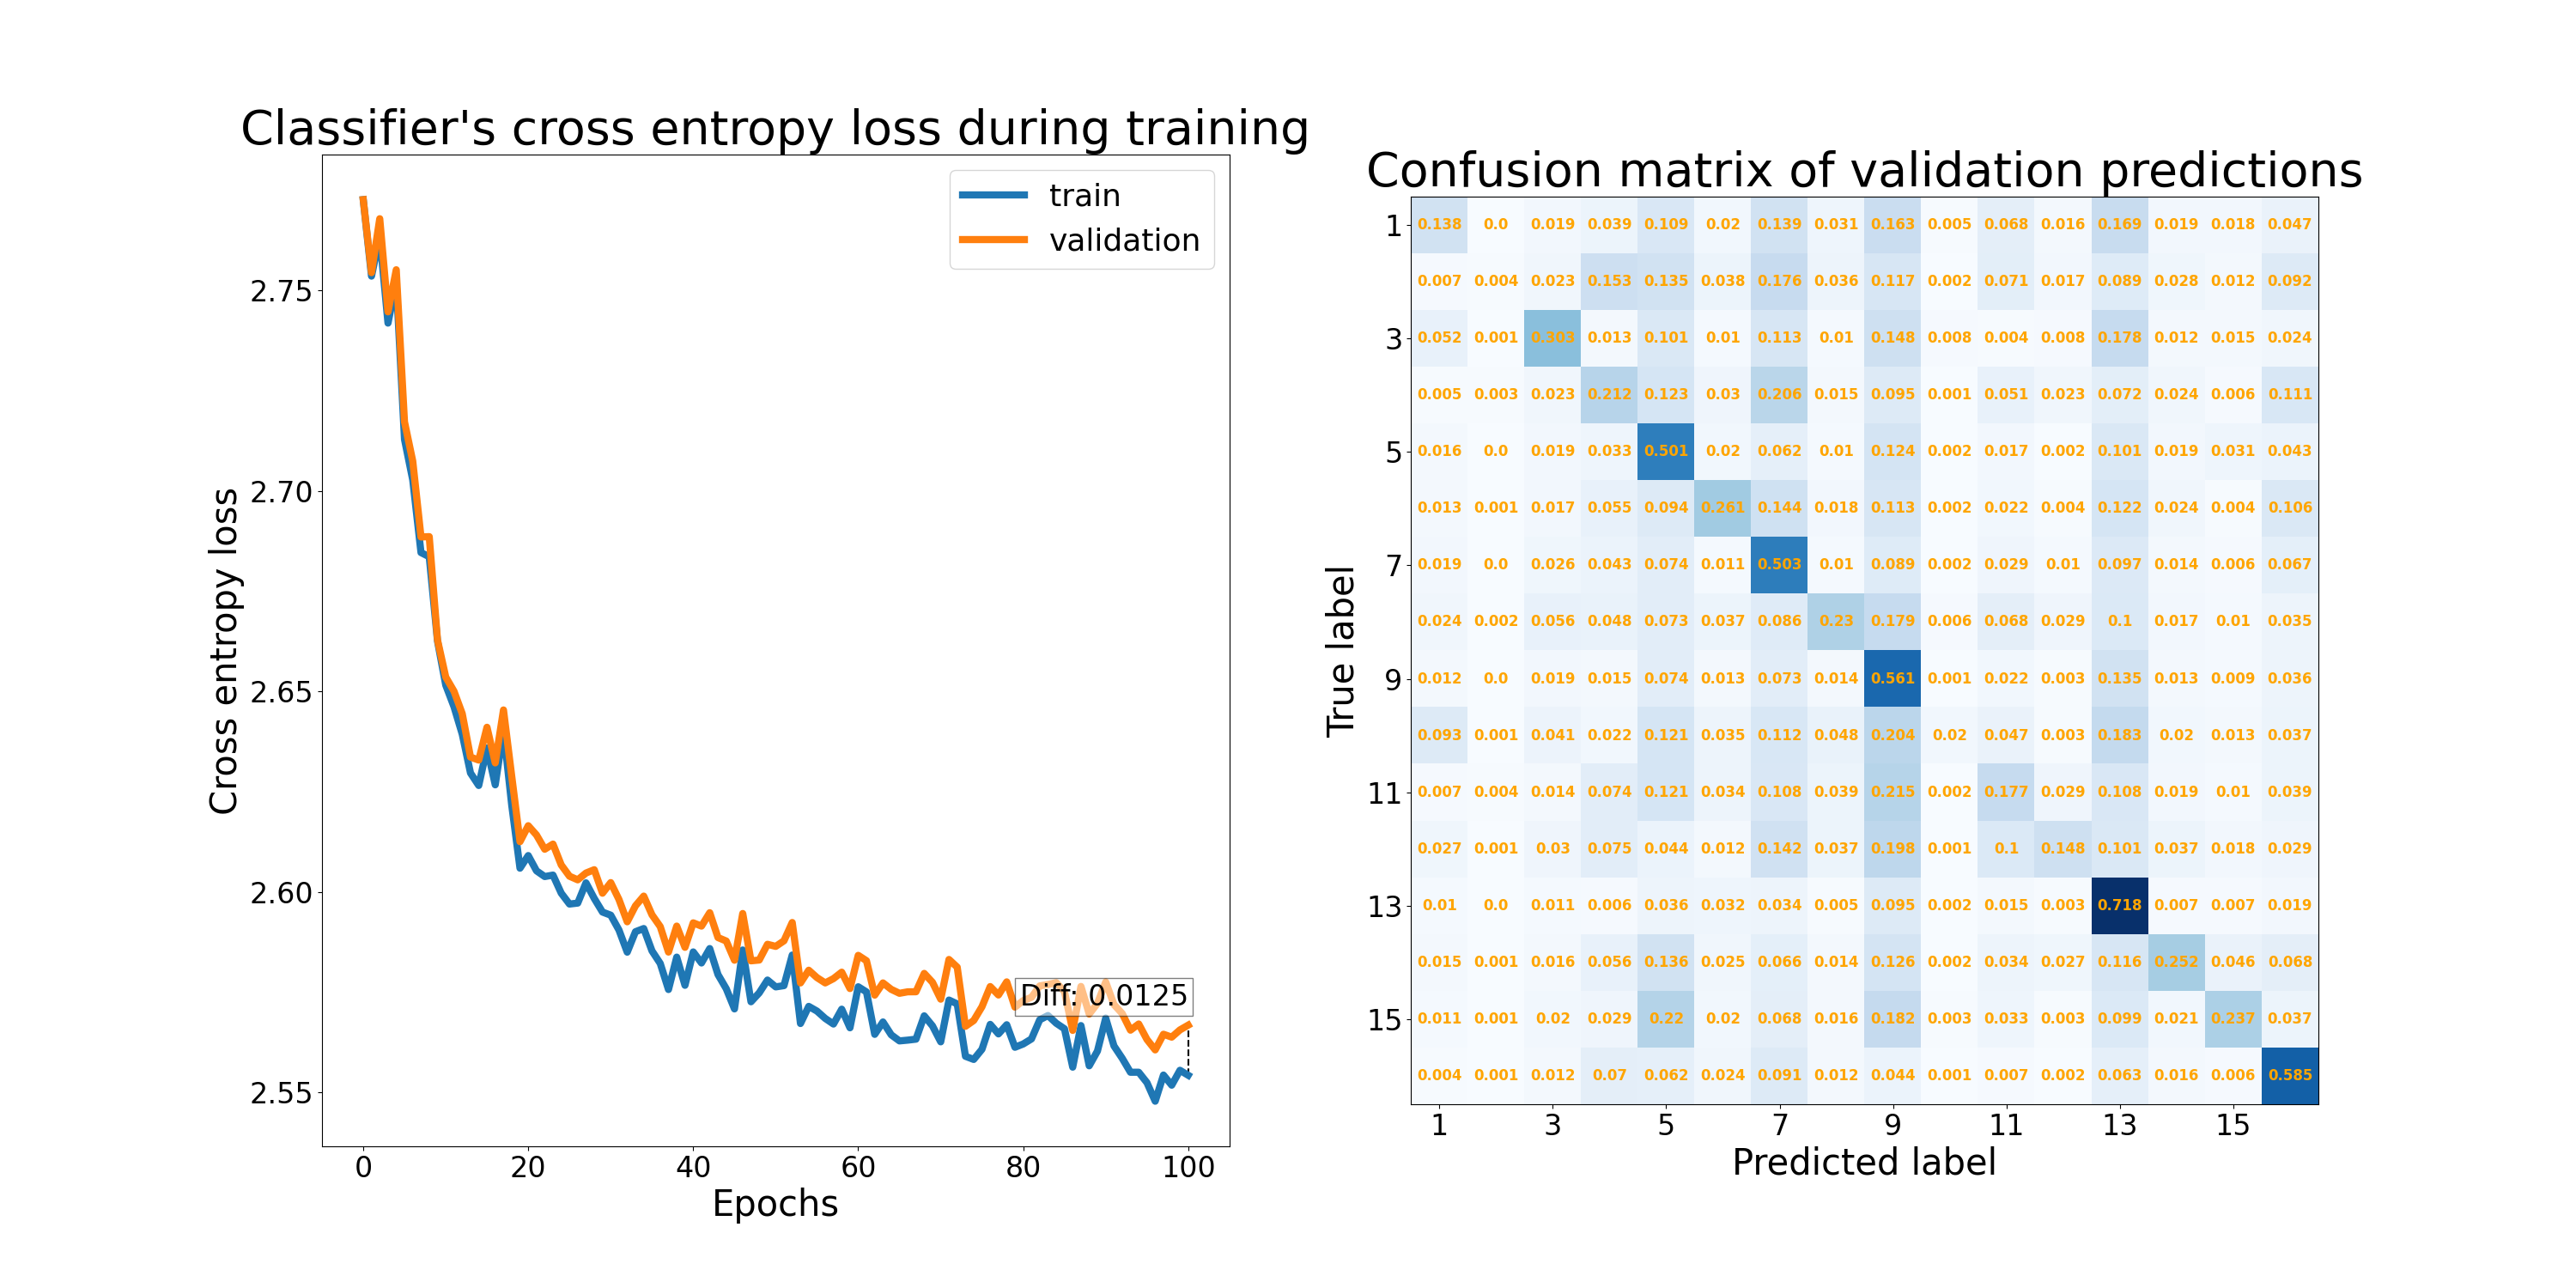 Classifier's cross entropy loss during training
train
validation
2.75
2.70
2.65
2.60
2.55
Cross entropy loss
Diff: 0.0125
0 20 40 60 80 100
Epochs
Confusion matrix of validation predictions
True label
1 0.138 0.0 0.019 0.039 0.109 0.02 0.139 0.031 0.163 0.005 0.068 0.016 0.169 0.019 0.018 0.047
0.007 0.004 0.023 0.153 0.135 0.038 0.176 0.036 0.117 0.002 0.071 0.017 0.089 0.028 0.012 0.092
3 0.052 0.001 0.303 0.013 0.101 0.01 0.113 0.01 0.148 0.008 0.004 0.008 0.178 0.012 0.015 0.024
0.005 0.003 0.023 0.212 0.123 0.03 0.206 0.015 0.095 0.001 0.051 0.023 0.072 0.024 0.006 0.111
5 0.016 0.0 0.019 0.033 0.501 0.02 0.062 0.01 0.124 0.002 0.017 0.002 0.101 0.019 0.031 0.043
0.013 0.001 0.017 0.055 0.094 0.261 0.144 0.018 0.113 0.002 0.022 0.004 0.122 0.024 0.004 0.106
7 0.019 0.0 0.026 0.043 0.074 0.011 0.503 0.01 0.089 0.002 0.029 0.01 0.097 0.014 0.006 0.067
0.024 0.002 0.056 0.048 0.073 0.037 0.086 0.23 0.179 0.006 0.068 0.029 0.1 0.017 0.01 0.035
9 0.012 0.0 0.019 0.015 0.074 0.013 0.073 0.014 0.561 0.001 0.022 0.003 0.135 0.013 0.009 0.036
0.093 0.001 0.041 0.022 0.121 0.035 0.112 0.048 0.204 0.02 0.047 0.003 0.183 0.02 0.013 0.037
11 0.007 0.004 0.014 0.074 0.121 0.034 0.108 0.039 0.215 0.002 0.177 0.029 0.108 0.019 0.01 0.039
0.027 0.001 0.03 0.075 0.044 0.012 0.142 0.037 0.198 0.001 0.1 0.148 0.101 0.037 0.018 0.029
13 0.01 0.0 0.011 0.006 0.036 0.032 0.034 0.005 0.095 0.002 0.015 0.003 0.718 0.007 0.007 0.019
0.015 0.001 0.016 0.056 0.136 0.025 0.066 0.014 0.126 0.002 0.034 0.027 0.116 0.252 0.046 0.068
15 0.011 0.001 0.02 0.029 0.22 0.02 0.068 0.016 0.182 0.003 0.033 0.003 0.099 0.021 0.237 0.037
0.004 0.001 0.012 0.07 0.062 0.024 0.091 0.012 0.044 0.001 0.007 0.002 0.063 0.016 0.006 0.585
1 3 5 7 9 11 13 15
Predicted label